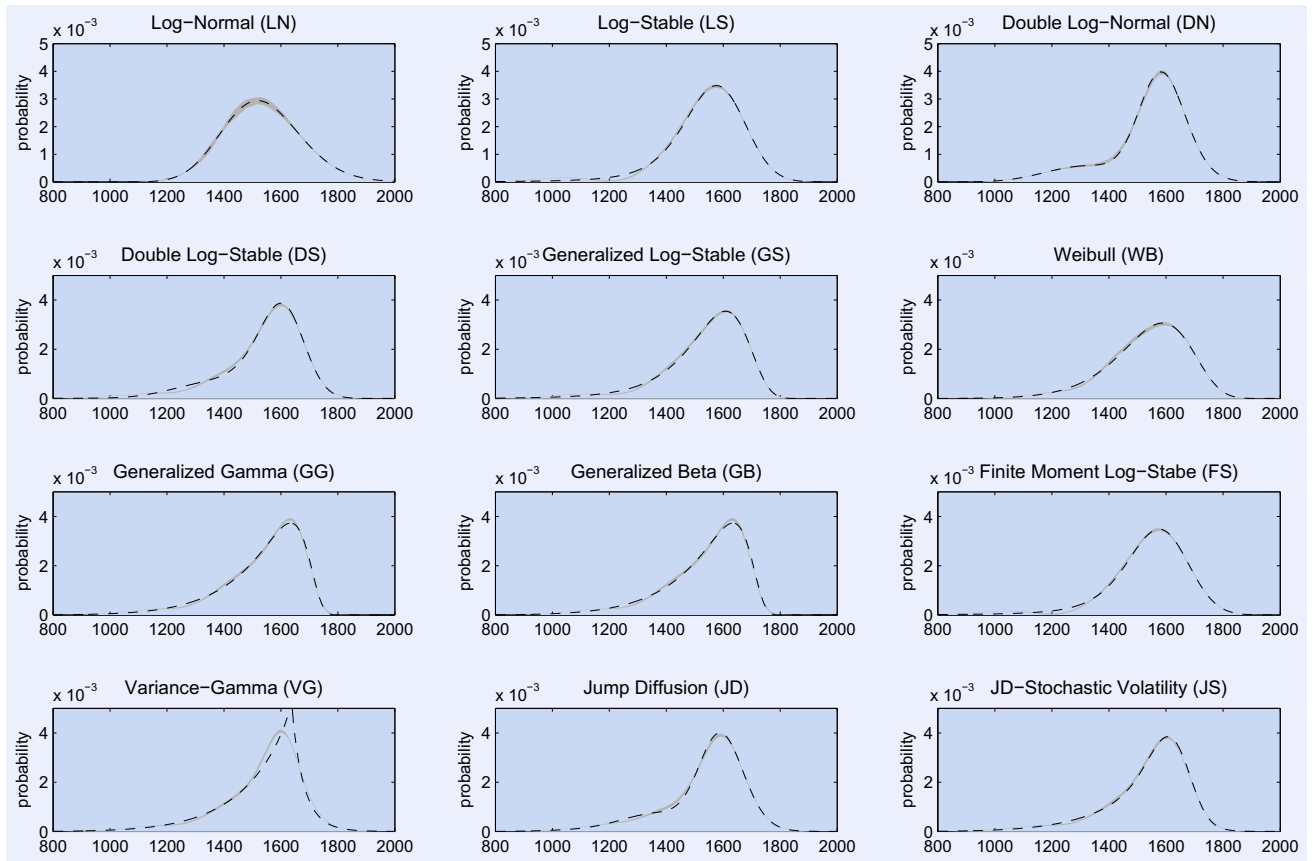 Log−Normal (LN)
x 10−3
5
4
3
2
1
0
probability
800 1000 1200 1400 1600 1800 2000
Log−Stable (LS)
x 10−3
5
4
3
2
1
0
probability
800 1000 1200 1400 1600 1800 2000
Double Log−Normal (DN)
x 10−3
5
4
3
2
1
0
probability
800 1000 1200 1400 1600 1800 2000
Double Log−Stable (DS)
x 10−3
4
2
0
probability
800 1000 1200 1400 1600 1800 2000
Generalized Log−Stable (GS)
x 10−3
4
2
0
probability
800 1000 1200 1400 1600 1800 2000
Weibull (WB)
x 10−3
4
2
0
probability
800 1000 1200 1400 1600 1800 2000
Generalized Gamma (GG)
x 10−3
4
2
0
probability
800 1000 1200 1400 1600 1800 2000
Generalized Beta (GB)
x 10−3
4
2
0
probability
800 1000 1200 1400 1600 1800 2000
Finite Moment Log−Stabe (FS)
x 10−3
4
2
0
probability
800 1000 1200 1400 1600 1800 2000
Variance−Gamma (VG)
x 10−3
4
2
0
probability
800 1000 1200 1400 1600 1800 2000
Jump Diffusion (JD)
x 10−3
4
2
0
probability
800 1000 1200 1400 1600 1800 2000
JD−Stochastic Volatility (JS)
x 10−3
4
2
0
probability
800 1000 1200 1400 1600 1800 2000